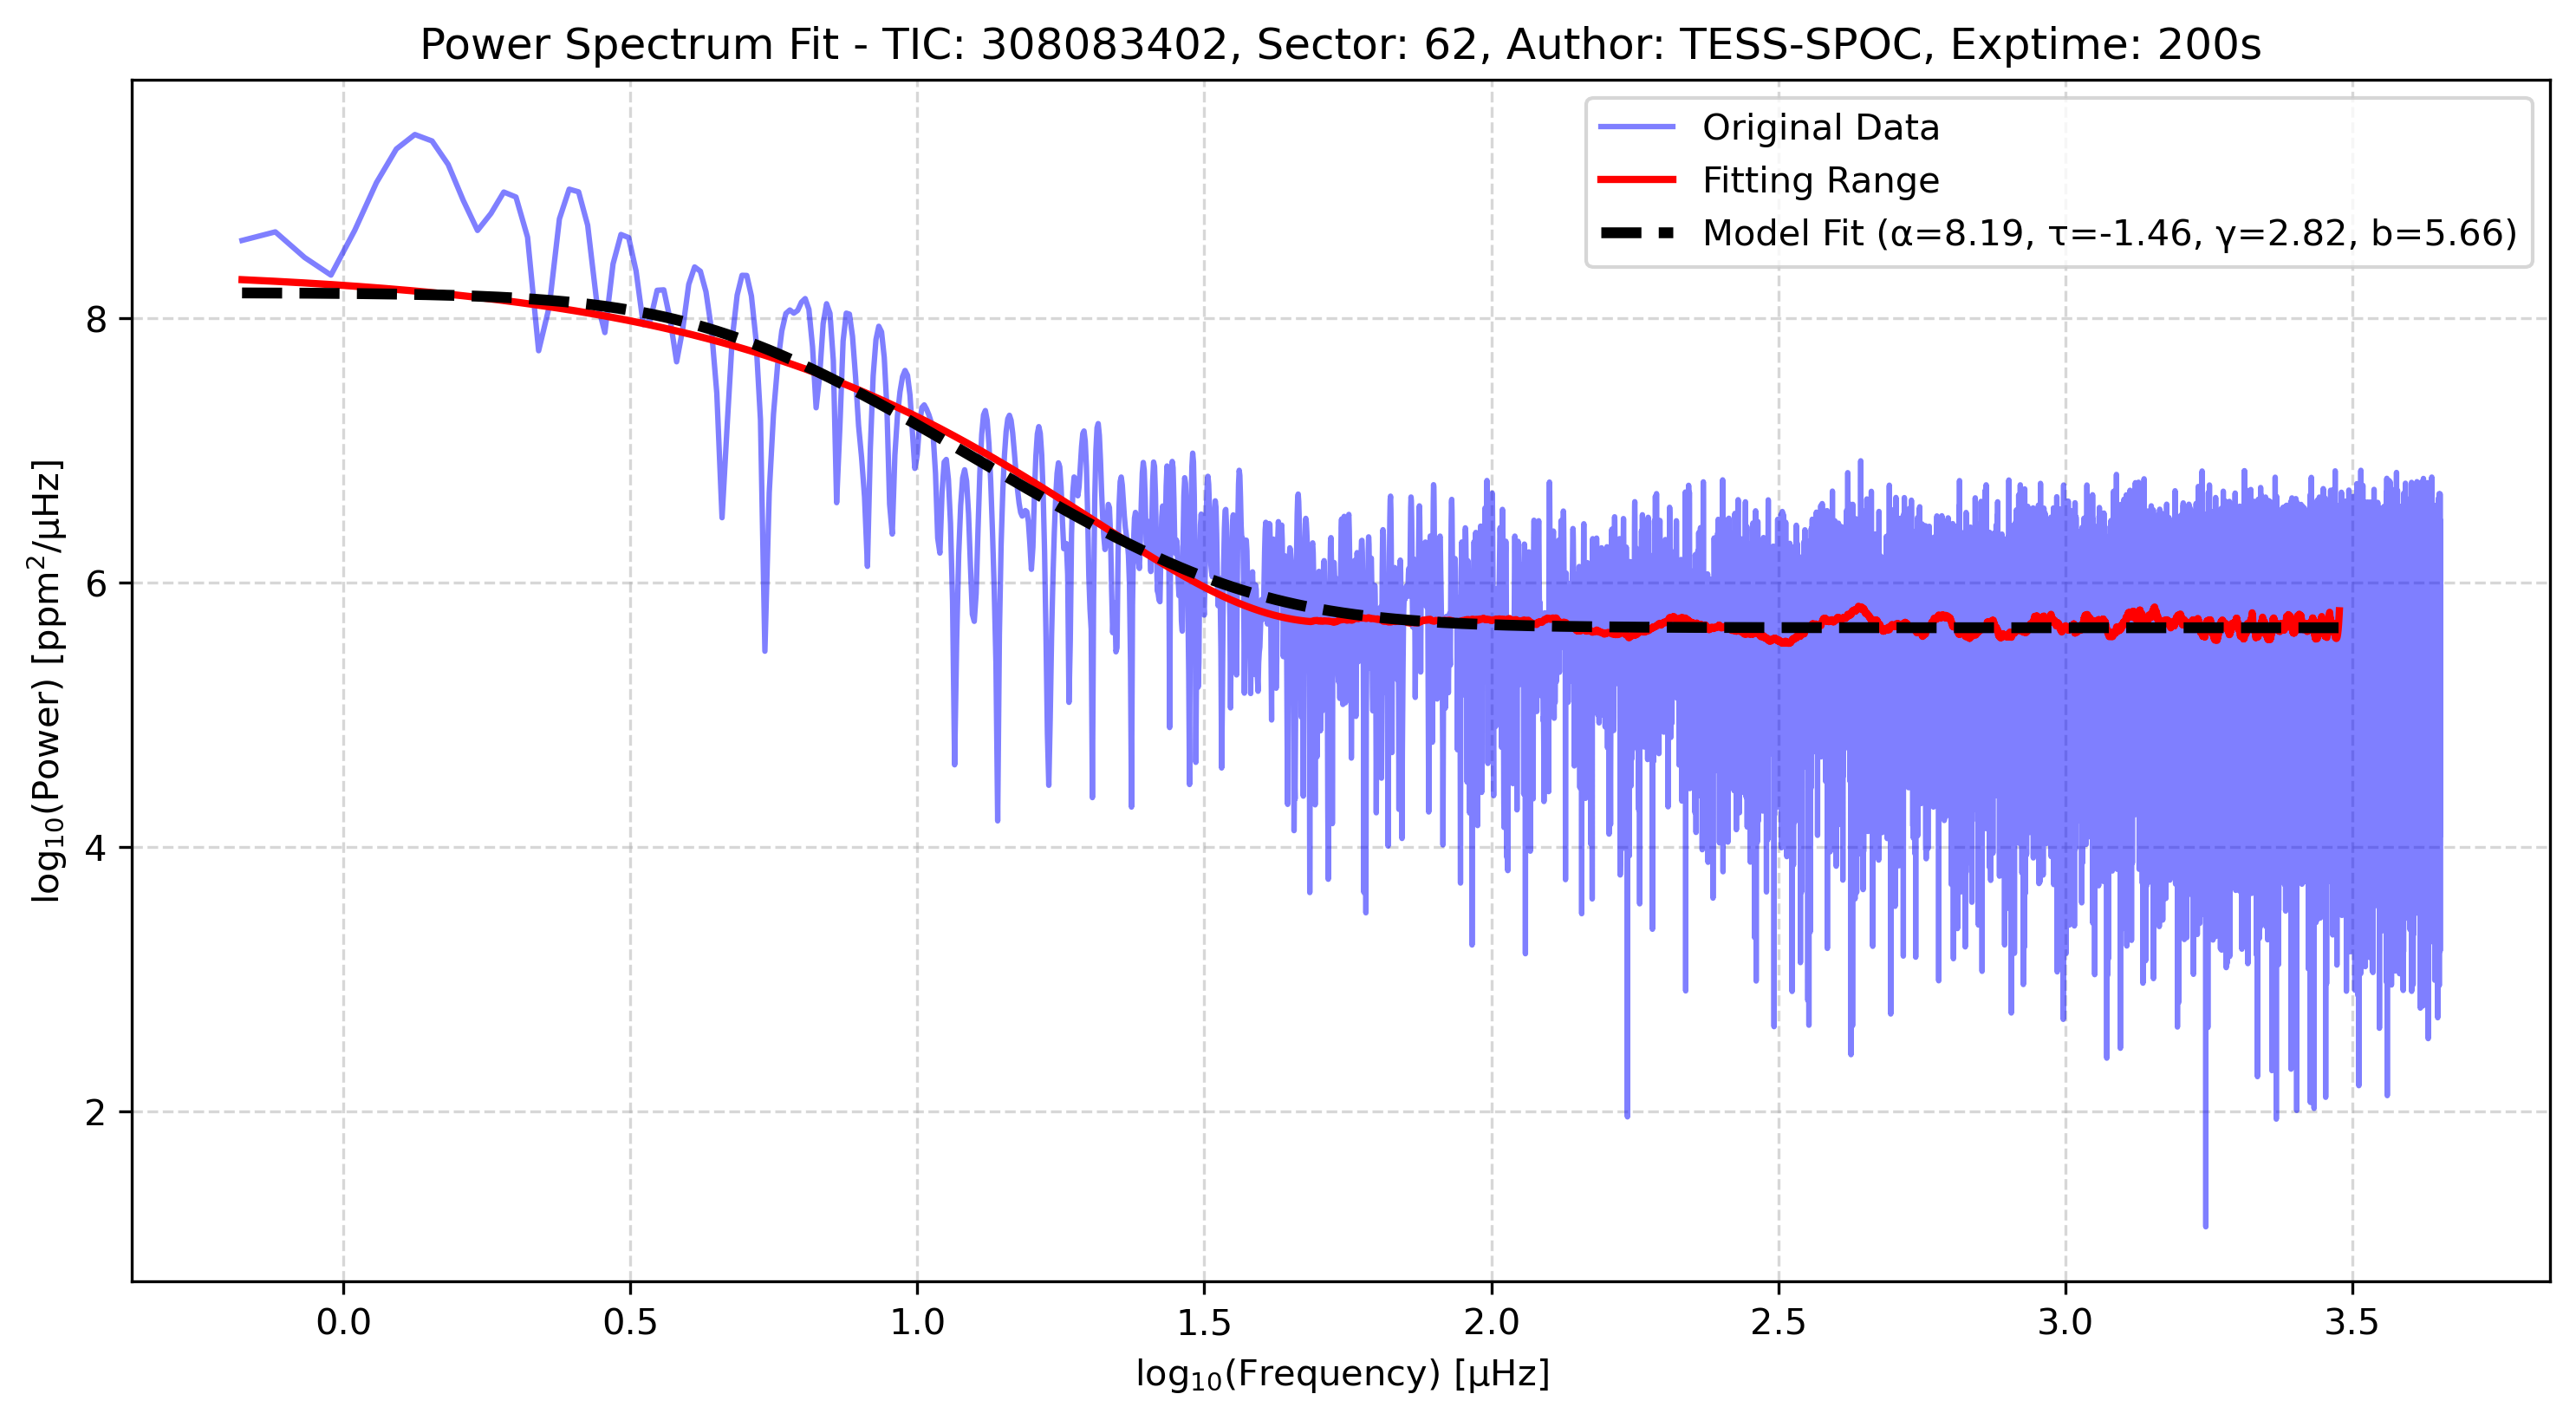 Power Spectrum Fit - TIC: 308083402, Sector: 62, Author: TESS-SPOC, Exptime: 200s
Original Data
Fitting Range
Model Fit (α=8.19, τ=-1.46, γ=2.82, b=5.66)
log₁₀(Power) [ppm²/μHz]
8
6
4
2
0.0 0.5 1.0 1.5 2.0 2.5 3.0 3.5
log₁₀(Frequency) [μHz]